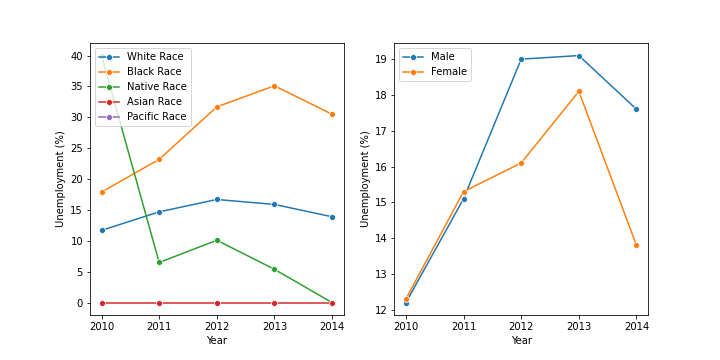 40
35
30
25
20
15
10
5
0
Unemployment (%)
White Race
Black Race
Native Race
Asian Race
Pacific Race
2010 2011 2012 2013 2014
Year
19
18
17
16
15
14
13
12
Unemployment (%)
Male
Female
2010 2011 2012 2013 2014
Year